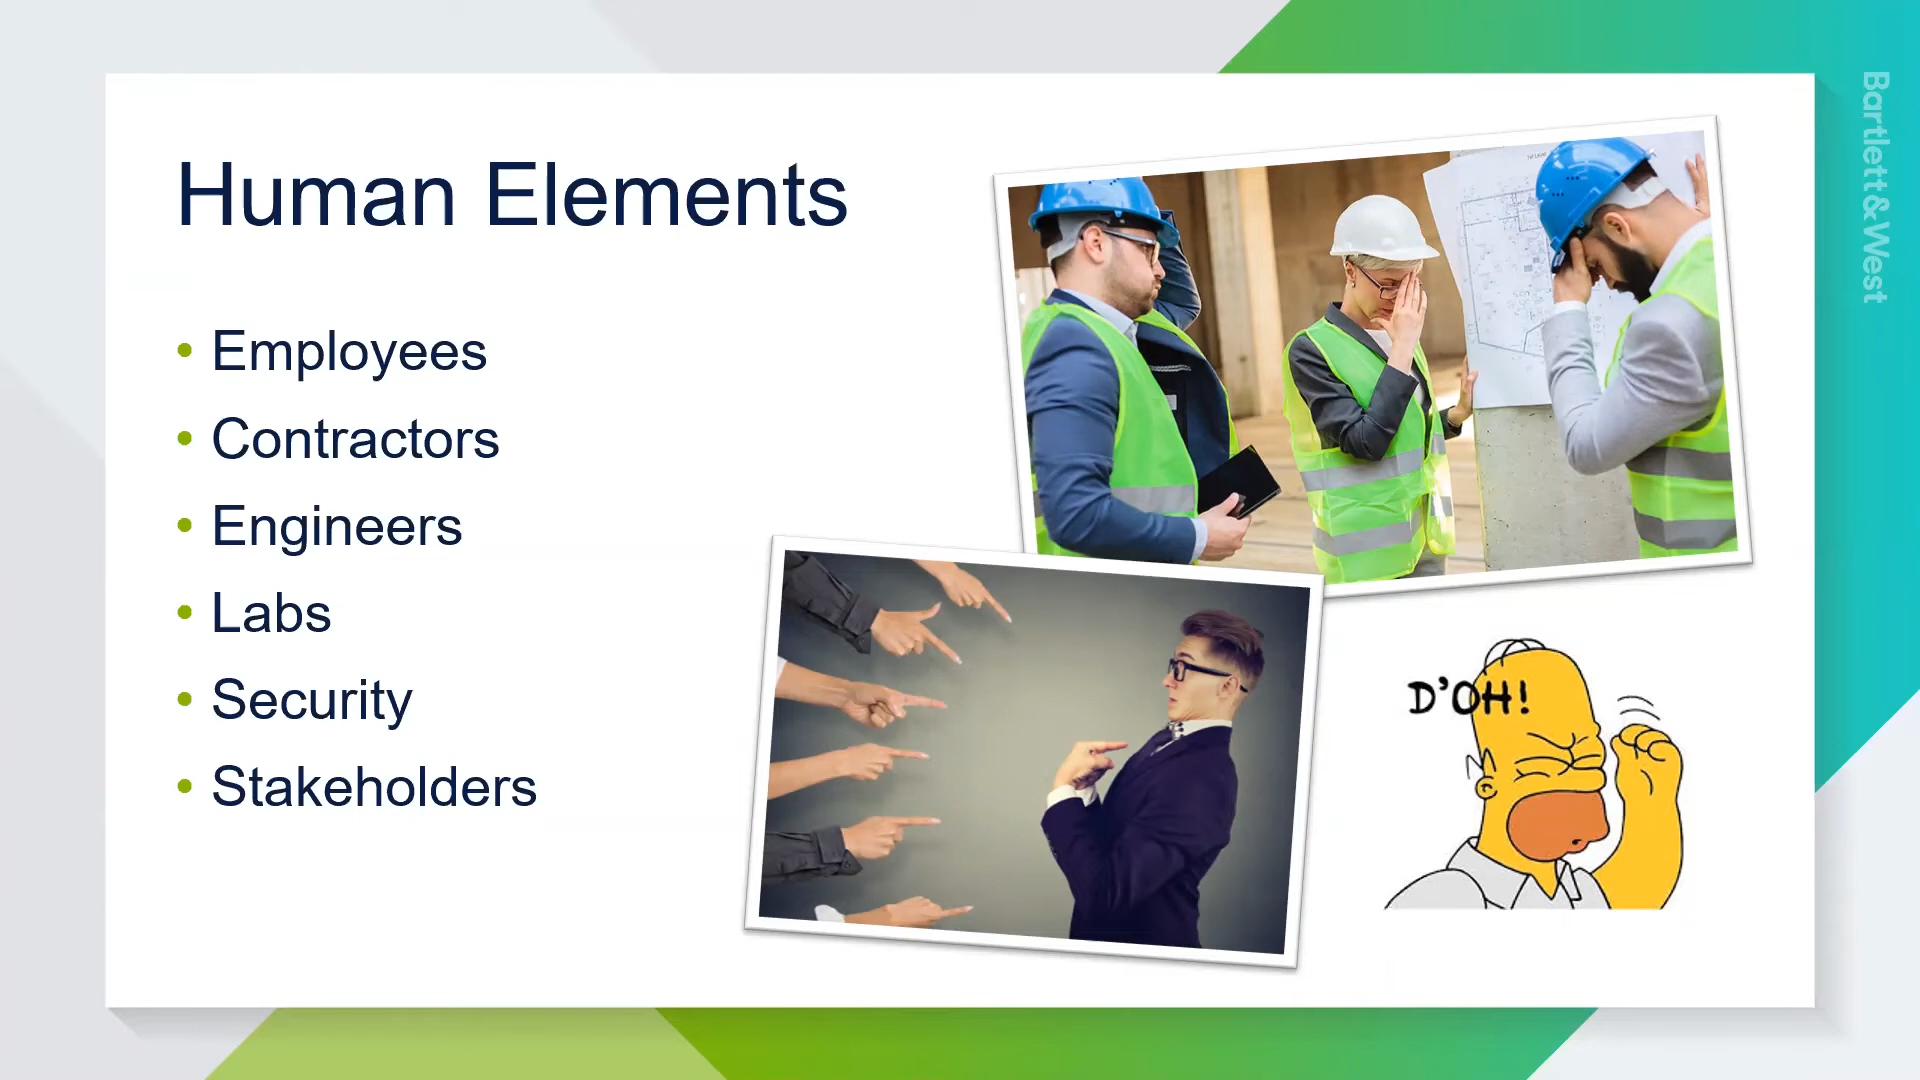 Human Elements
• Employees
• Contractors
• Engineers
• Labs
• Security
• Stakeholders
D'OH!
Bartlett&West